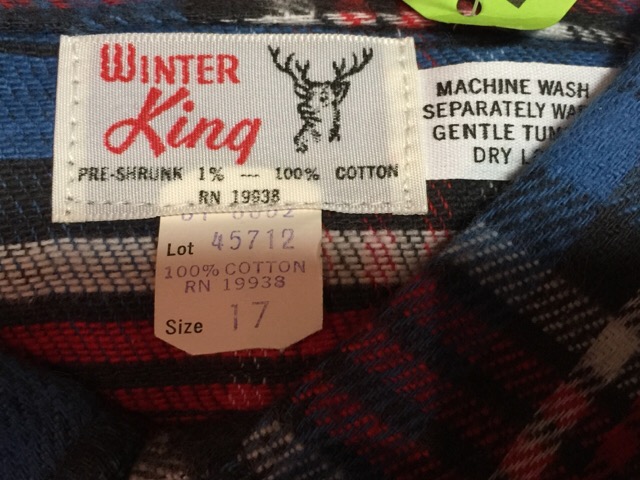 WINTER
King
PRE-SHRUNK 1% --- 100% COTTON
RN 19938
MACHINE WASH
SEPARATELY
GENTLE
DRY
Lot 45712
100% COTTON
RN 19938
Size 17